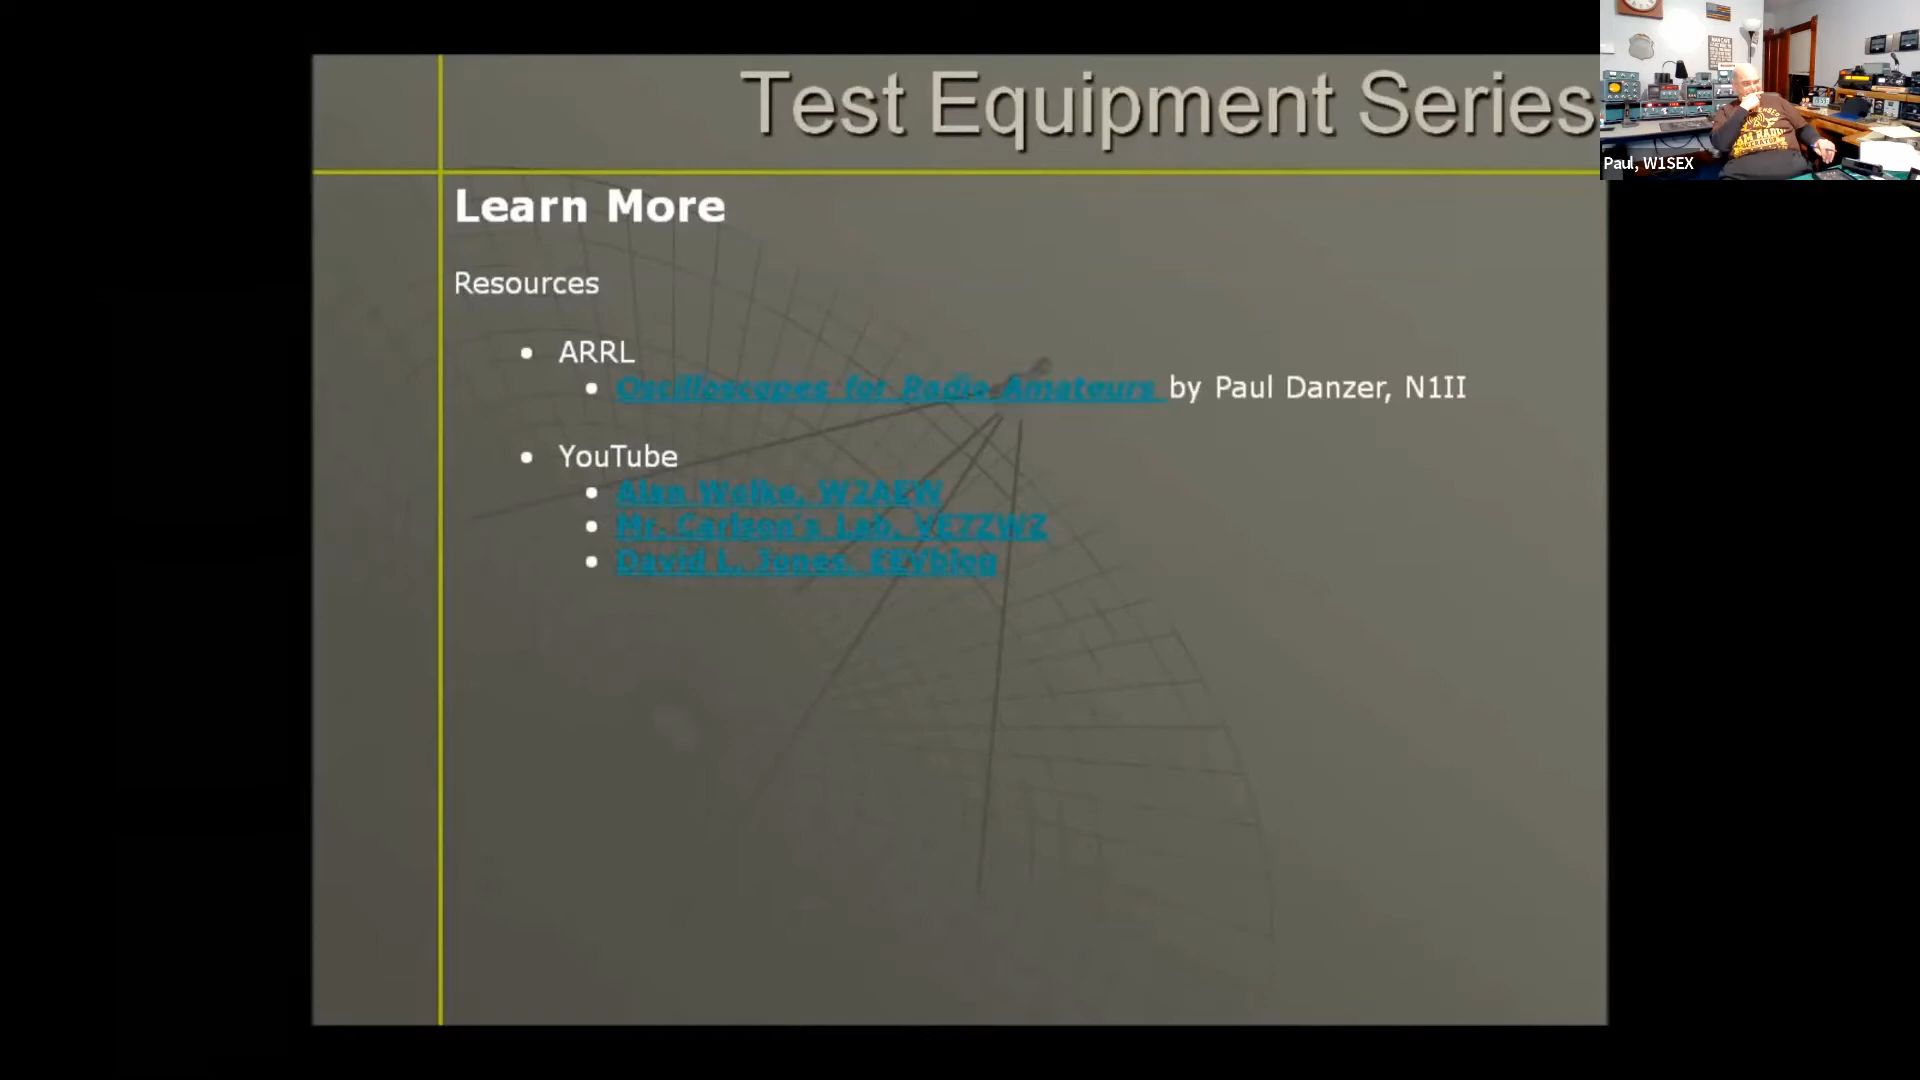 Test Equipment Series
Learn More
Resources
• ARRL
• Oscilloscopes for Radio Amateurs by Paul Danzer, N1II
• YouTube
• Alan Wolke, W2AEW
• Mr. Carlson's Lab, VE7ZWZ
• David L. Jones, EEVblog
Paul, W1SEX